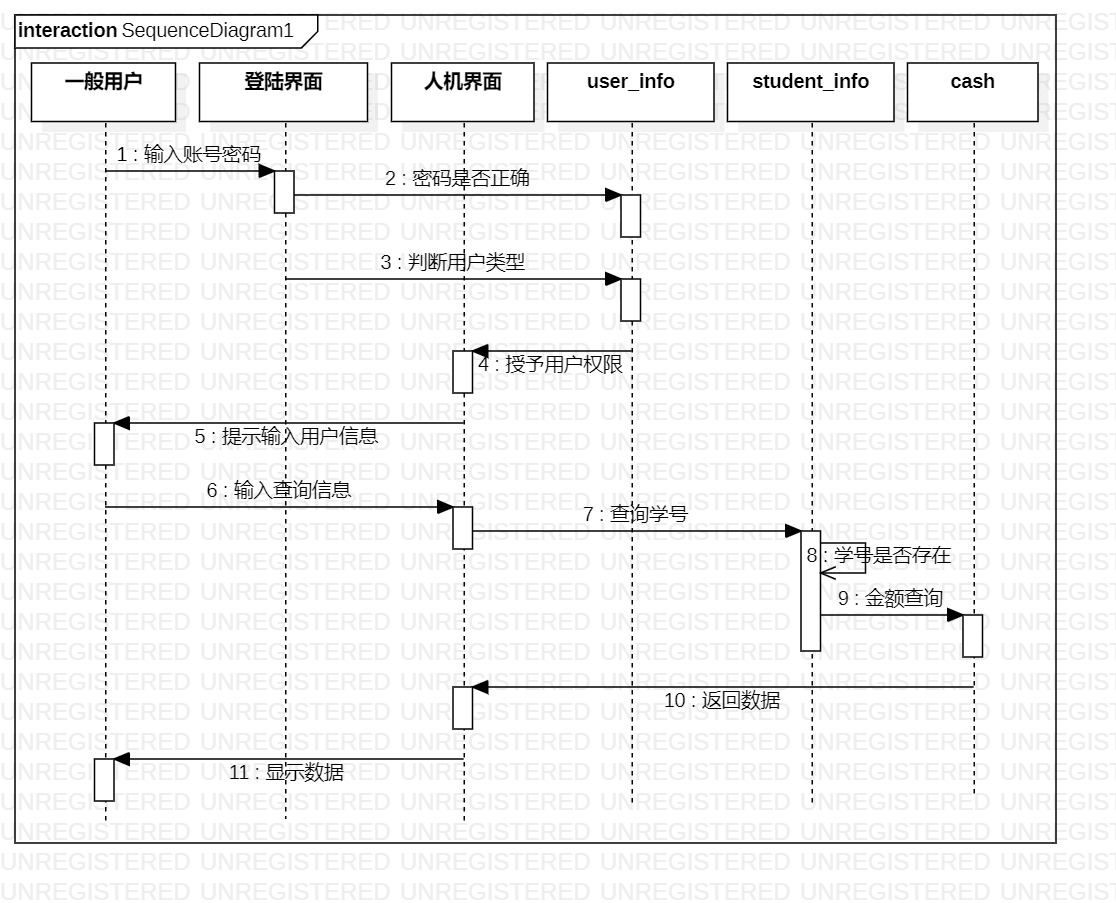 interaction SequenceDiagram1
一般用户
登陆界面
人机界面
user_info
student_info
cash
1 : 输入账号密码
2 : 密码是否正确
3 : 判断用户类型
4 : 授予用户权限
5 : 提示输入用户信息
6 : 输入查询信息
7 : 查询学号
8 : 学号是否存在
9 : 金额查询
10 : 返回数据
11 : 显示数据
UNREGISTERED UNREGISTERED UNREGISTERED UNREGISTERED UNREGISTERED